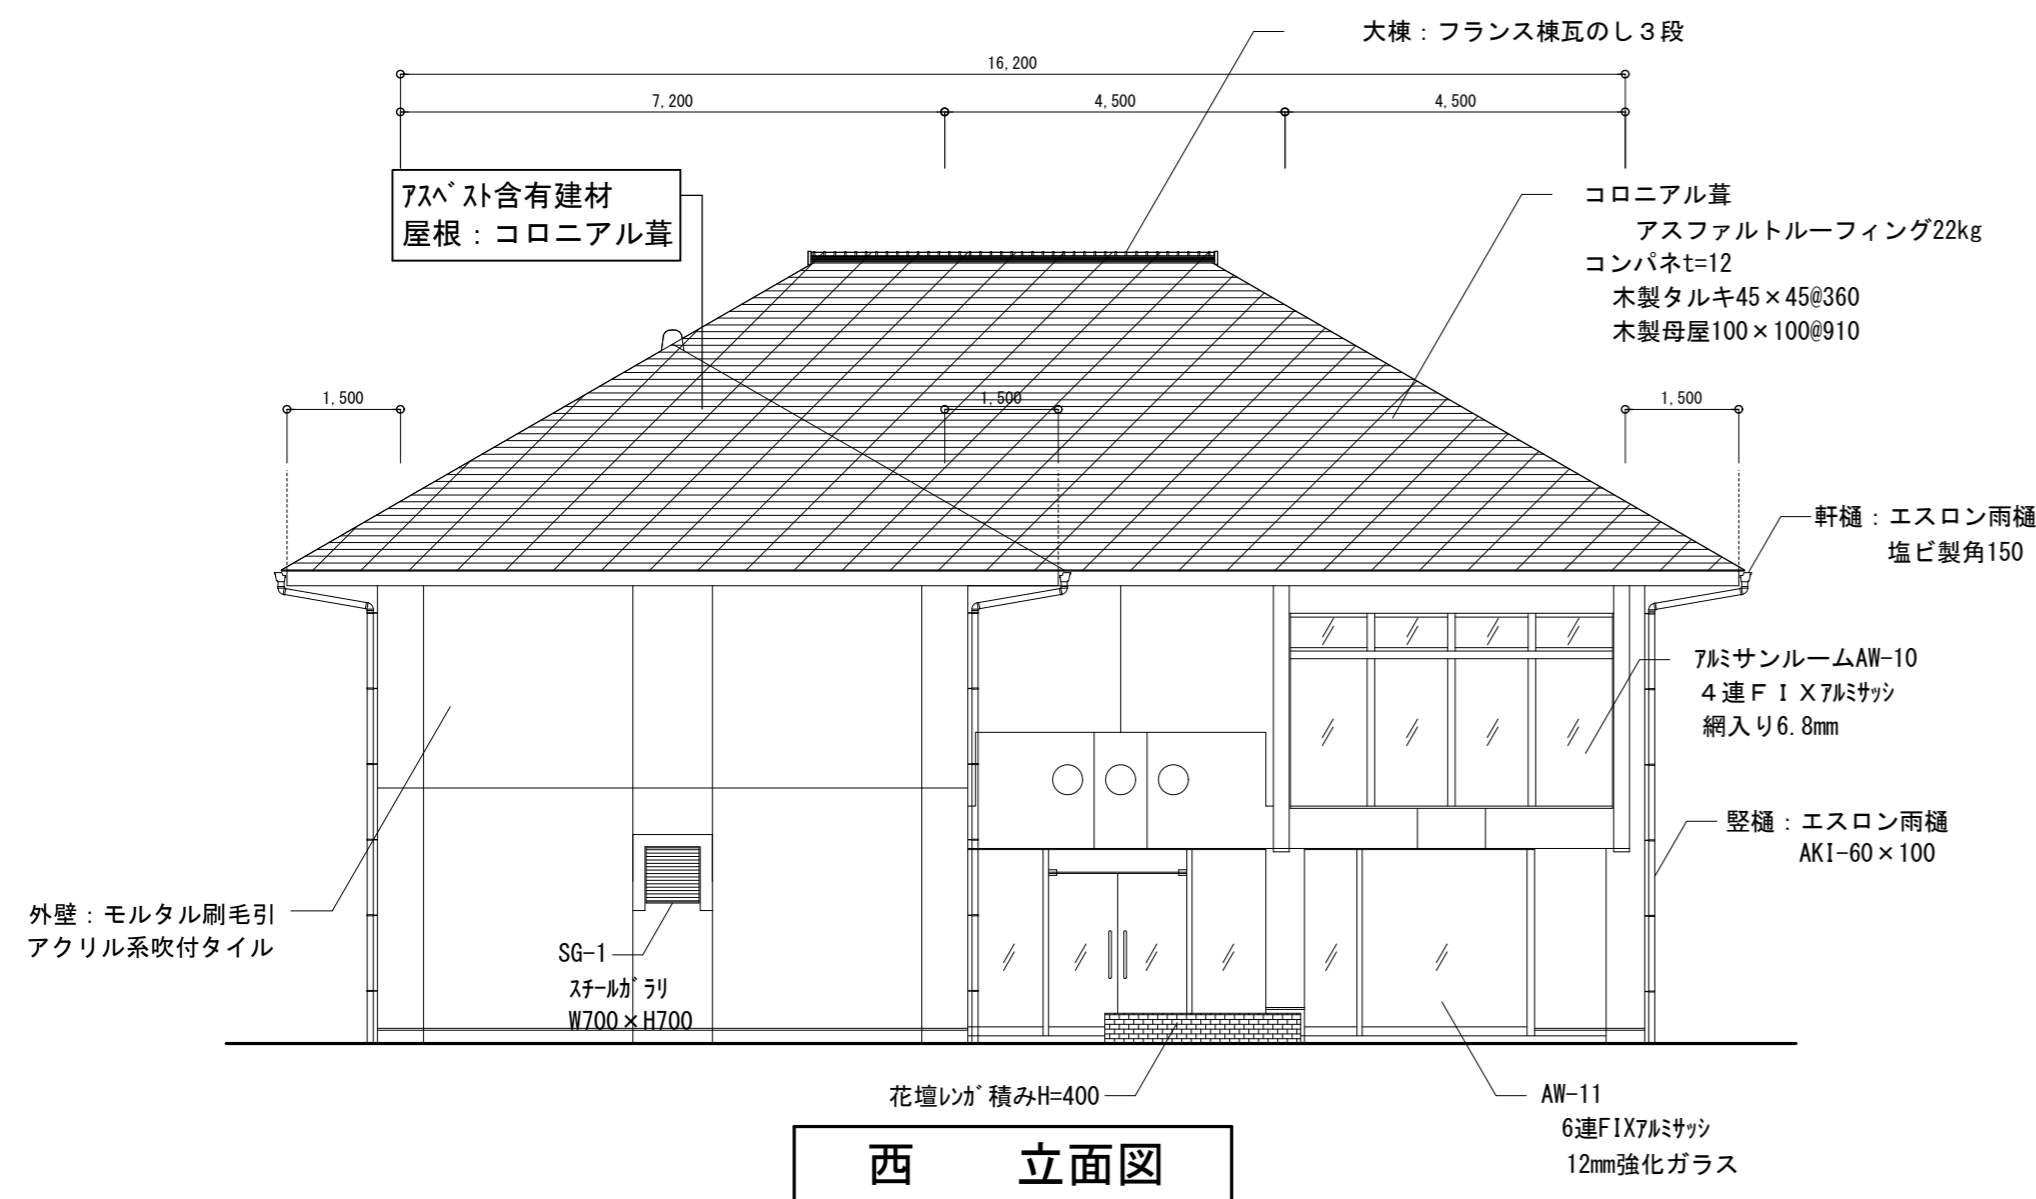 大棟：フランス棟瓦のし３段
16,200
7,200
4,500
4,500
ｱｽﾍﾞｽﾄ含有建材
屋根：コロニアル葺
コロニアル葺
アスファルトルーフィング22kg
コンパネt=12
木製タルキ45×45@360
木製母屋100×100@910
1,500
1,500
1,500
軒樋：エスロン雨樋
塩ビ製角150
ｱﾙﾐサンルームAW-10
４連ＦＩＸｱﾙﾐｻｯｼ
網入り6.8mm
竪樋：エスロン雨樋
AKI-60×100
外壁：モルタル刷毛引
アクリル系吹付タイル
SG-1
ｽﾁｰﾙｶﾞﾗﾘ
W700×H700
花壇ﾚﾝｶﾞ積みH=400
AW-11
6連FIXｱﾙﾐｻｯｼ
12mm強化ガラス
西　　立面図